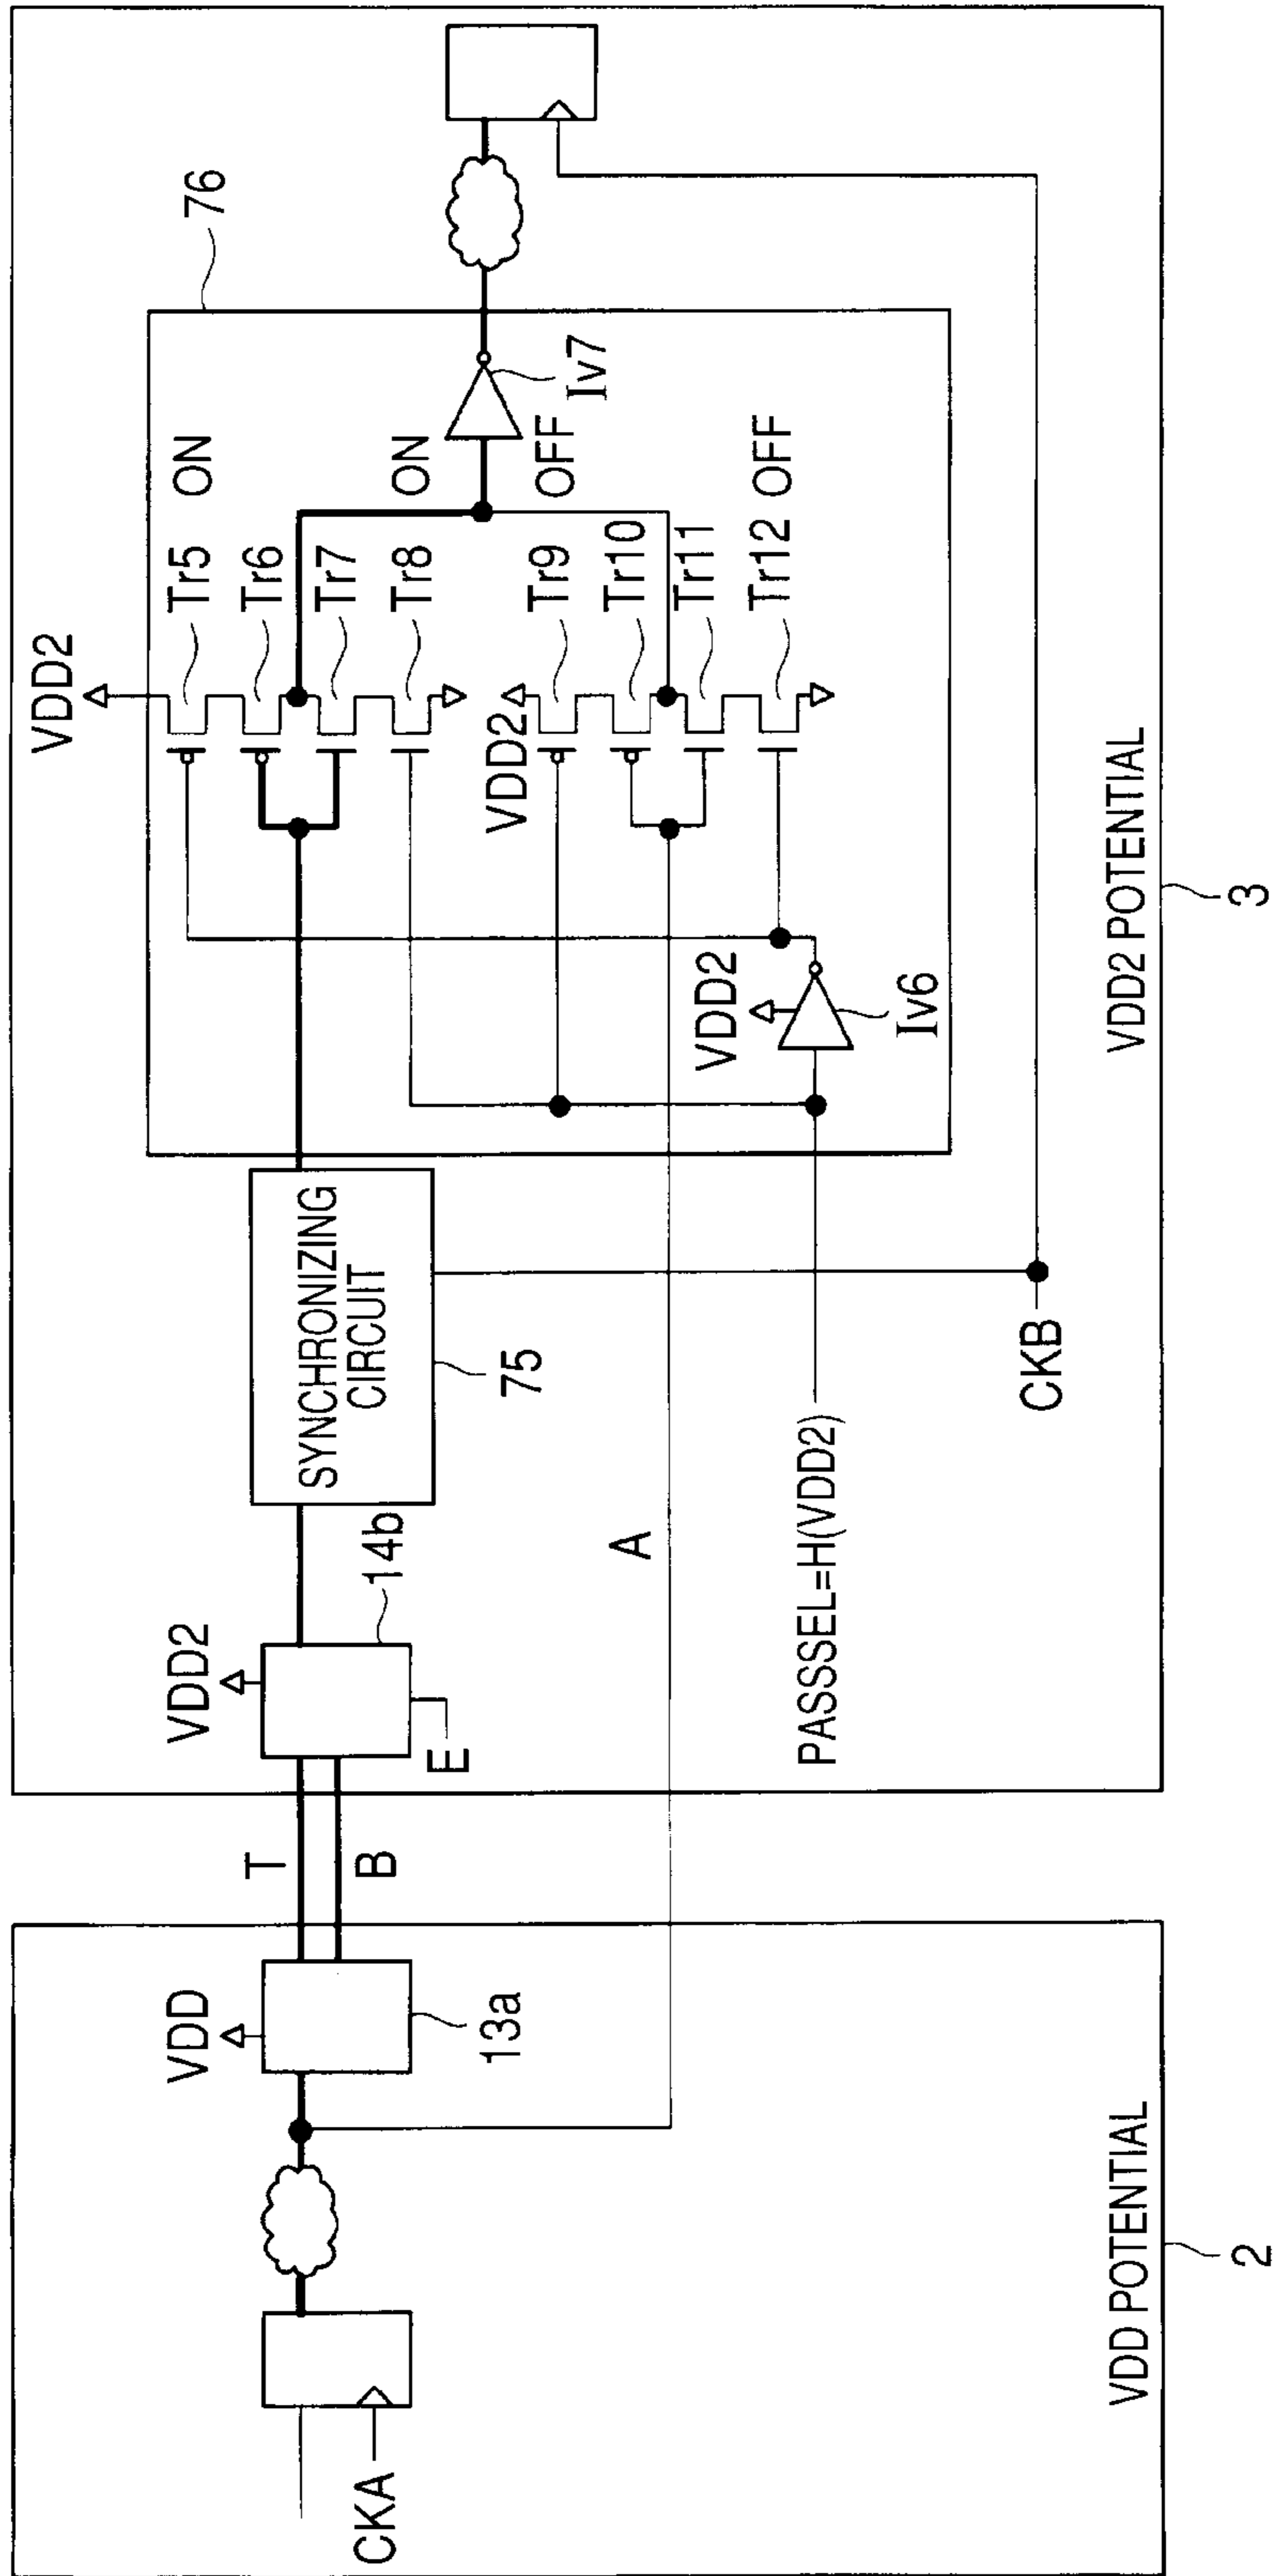 CKA
VDD
13a
VDD POTENTIAL
2
T
B
VDD2
14b
E
SYNCHRONIZING
CIRCUIT
75
A
PASSSEL=H(VDD2)
CKB
76
VDD2
Tr5
ON
Tr6
Tr7
Tr8
ON
VDD2
Tr9
OFF
Tr10
Tr11
Tr12
OFF
VDD2
Iv6
Iv7
VDD2 POTENTIAL
3